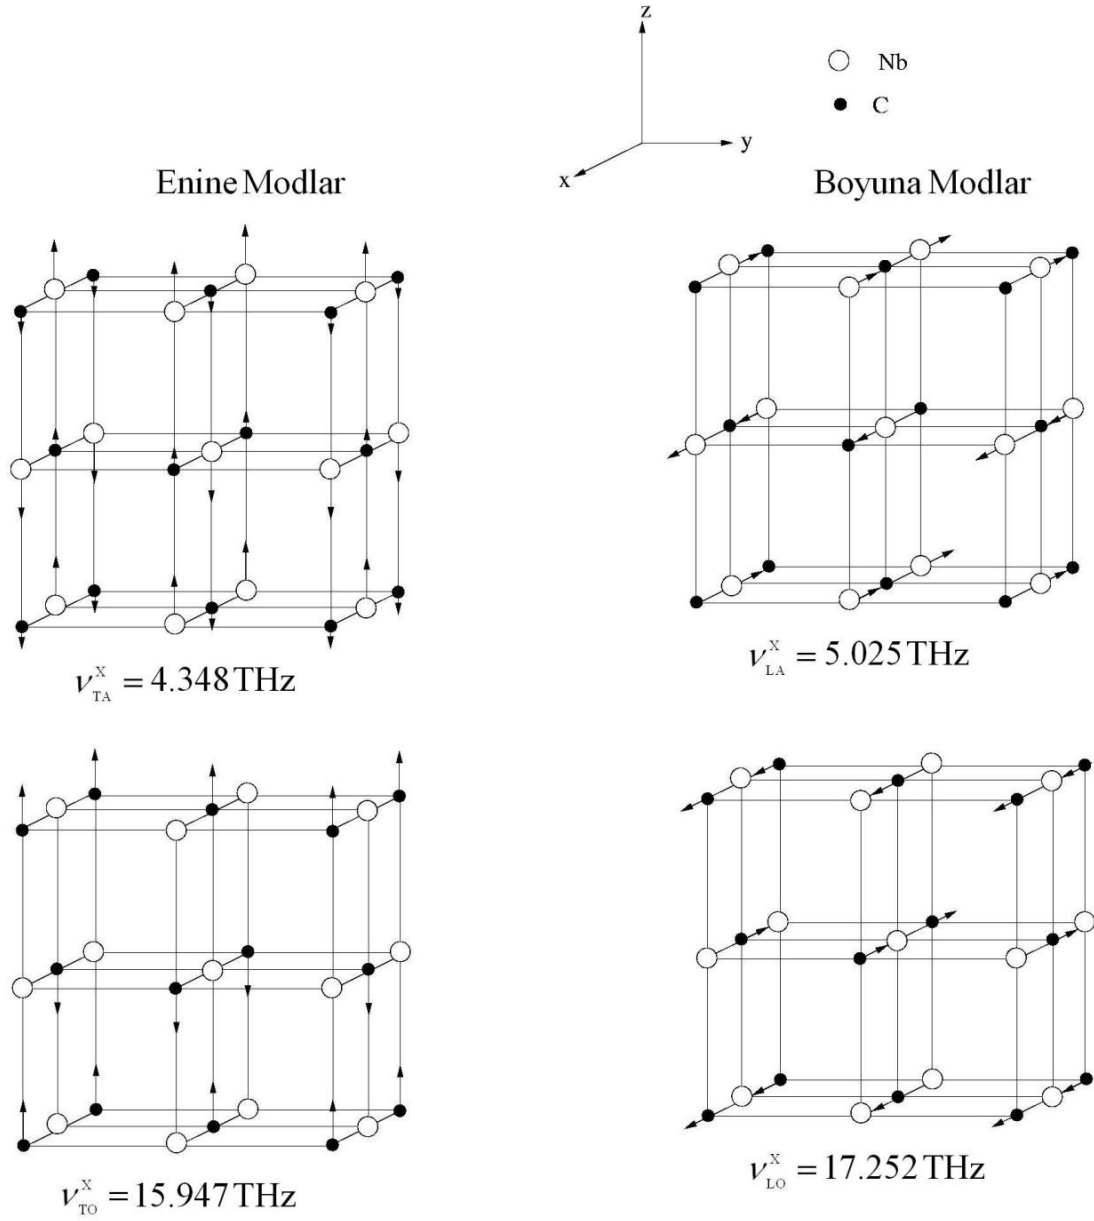 z
y
x
Nb
C
Enine Modlar
Boyuna Modlar
ν_TA^X = 4.348 THz
ν_LA^X = 5.025 THz
ν_TO^X = 15.947 THz
ν_LO^X = 17.252 THz